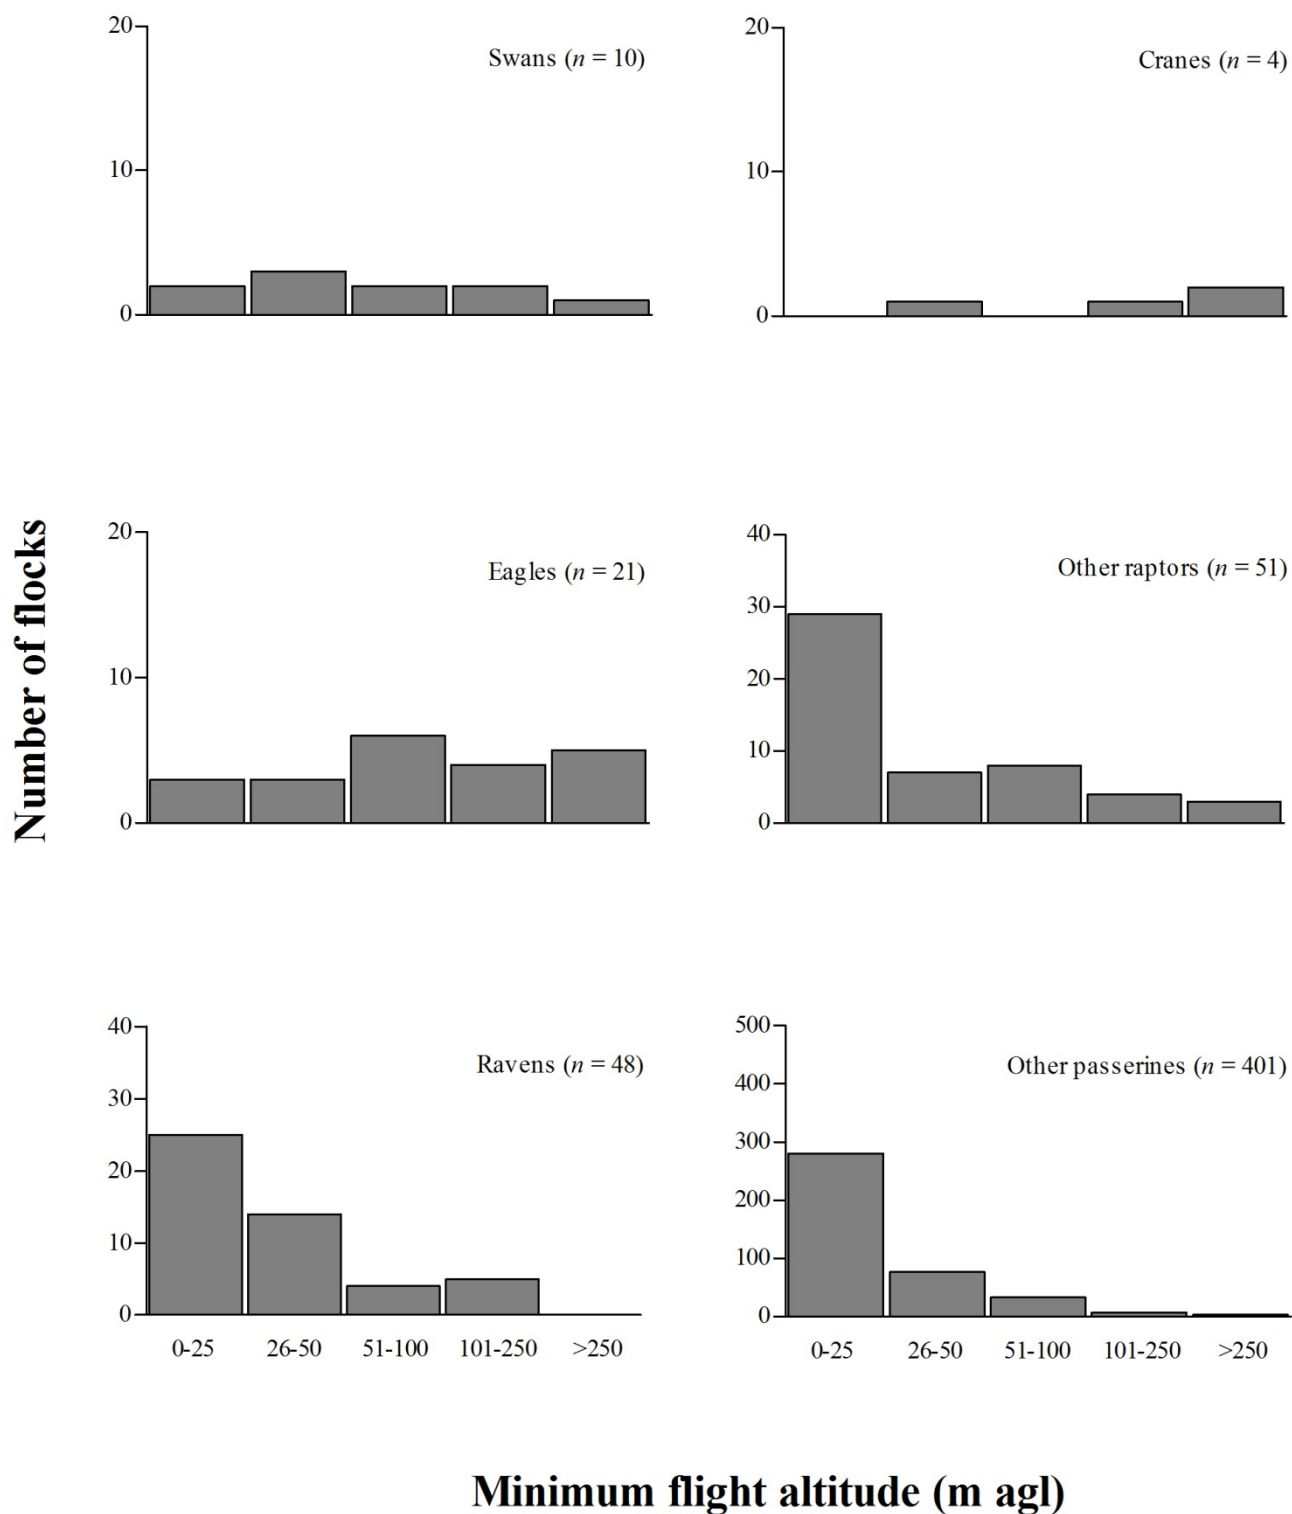 20
10
0
Swans (n = 10)
20
10
0
Cranes (n = 4)
Number of flocks
20
10
0
Eagles (n = 21)
40
30
20
10
0
Other raptors (n = 51)
40
30
20
10
0
Ravens (n = 48)
0-25 26-50 51-100 101-250 >250
500
400
300
200
100
0
Other passerines (n = 401)
0-25 26-50 51-100 101-250 >250
Minimum flight altitude (m agl)